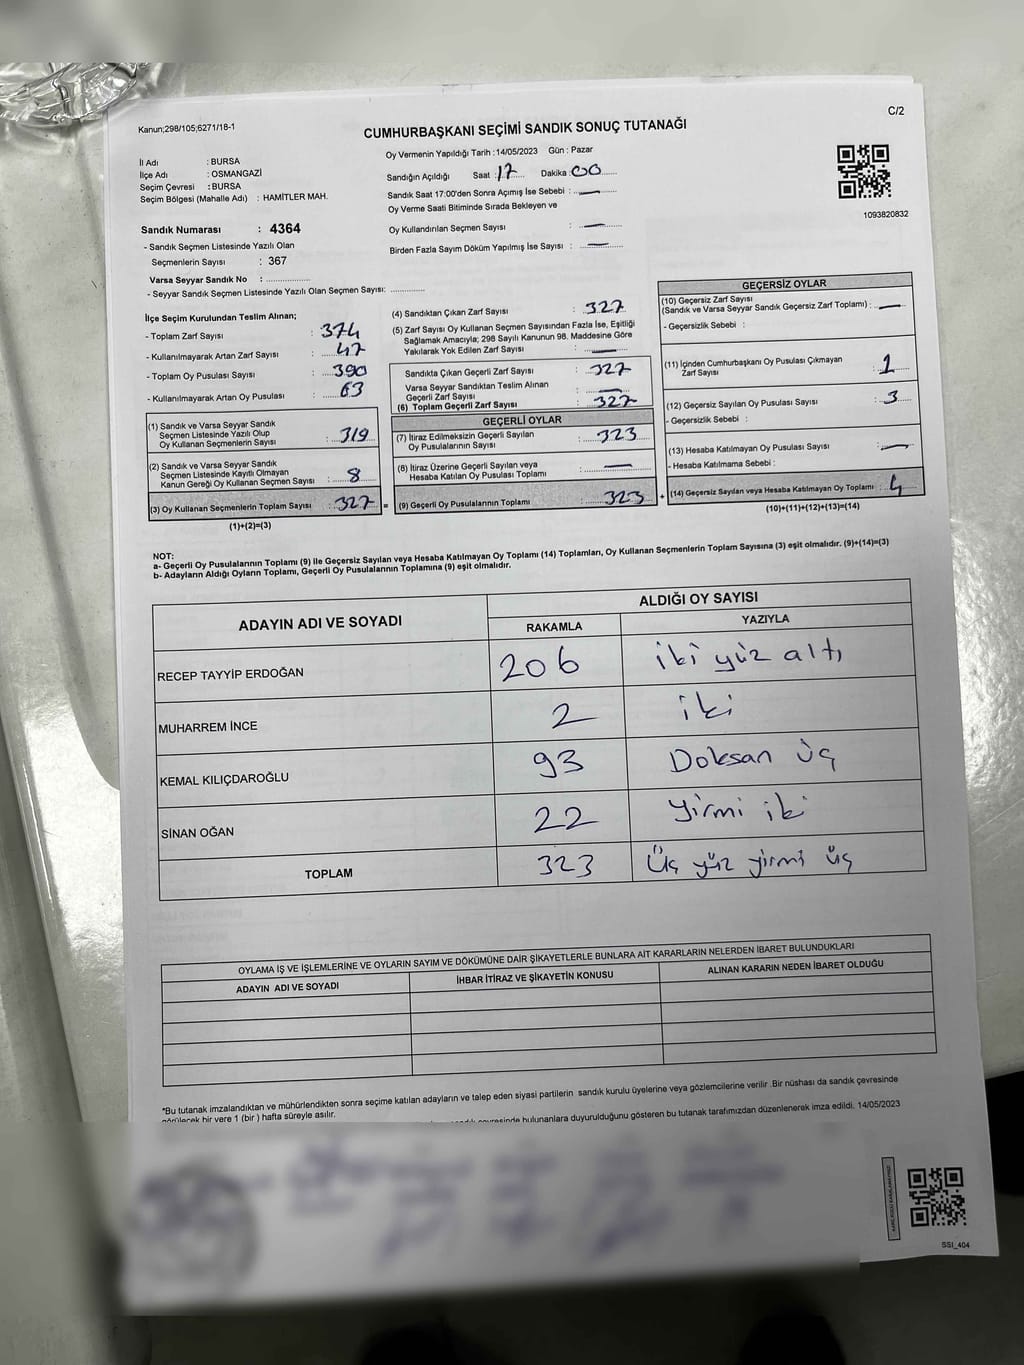 Kanun;298/105;6271/18-1
C/2
CUMHURBAŞKANI SEÇİMİ SANDIK SONUÇ TUTANAĞI
İl Adı : BURSA
İlçe Adı : OSMANGAZİ
Seçim Çevresi : BURSA
Seçim Bölgesi (Mahalle Adı) : HAMİTLER MAH.
Sandık Numarası : 4364
- Sandık Seçmen Listesinde Yazılı Olan
Seçmenlerin Sayısı : 367
Varsa Seyyar Sandık No : ..............
- Seyyar Sandık Seçmen Listesinde Yazılı Olan Seçmen Sayısı: ............
Oy Vermenin Yapıldığı Tarih : 14/05/2023 Gün : Pazar
Sandığın Açıldığı Saat : 17 Dakika : 00
Sandık Saat 17:00'den Sonra Açılmış İse Sebebi : —
Oy Verme Saati Bitiminde Sırada Bekleyen ve
Oy Kullandırılan Seçmen Sayısı : —
Birden Fazla Sayım Döküm Yapılmış İse Sayısı : —
1093820832
İlçe Seçim Kurulundan Teslim Alınan;
- Toplam Zarf Sayısı : 374
- Kullanılmayarak Artan Zarf Sayısı : 47
- Toplam Oy Pusulası Sayısı : 390
- Kullanılmayarak Artan Oy Pusulası : 63
(1) Sandık ve Varsa Seyyar Sandık
Seçmen Listesinde Yazılı Olup
Oy Kullanan Seçmenlerin Sayısı : 319
(2) Sandık ve Varsa Seyyar Sandık
Seçmen Listesinde Kayıtlı Olmayan
Kanun Gereği Oy Kullanan Seçmen Sayısı : 8
(3) Oy Kullanan Seçmenlerin Toplam Sayısı : 327 =
(1)+(2)=(3)
(4) Sandıktan Çıkan Zarf Sayısı : 327
(5) Zarf Sayısı Oy Kullanan Seçmen Sayısından Fazla İse, Eşitliği
Sağlamak Amacıyla; 298 Sayılı Kanunun 98. Maddesine Göre
Yakılarak Yok Edilen Zarf Sayısı : —
Sandıkta Çıkan Geçerli Zarf Sayısı : 327
Varsa Seyyar Sandıktan Teslim Alınan
Geçerli Zarf Sayısı : —
(6) Toplam Geçerli Zarf Sayısı : 327
GEÇERLİ OYLAR
(7) İtiraz Edilmeksizin Geçerli Sayılan
Oy Pusulasının Sayısı : 323
(8) İtiraz Üzerine Geçerli Sayılan veya
Hesaba Katılan Oy Pusulası Toplamı : —
(9) Geçerli Oy Pusulalarının Toplamı : 323 +
GEÇERSİZ OYLAR
(10) Geçersiz Zarf Sayısı
(Sandık ve Varsa Seyyar Sandık Geçersiz Zarf Toplamı) : —
- Geçersizlik Sebebi :
(11) İçinden Cumhurbaşkanı Oy Pusulası Çıkmayan
Zarf Sayısı : 1
(12) Geçersiz Sayılan Oy Pusulası Sayısı : 3
- Geçersizlik Sebebi :
(13) Hesaba Katılmayan Oy Pusulası Sayısı : —
- Hesaba Katılmama Sebebi :
(14) Geçersiz Sayılan veya Hesaba Katılmayan Oy Toplamı : 4
(10)+(11)+(12)+(13)=(14)
NOT:
a- Geçerli Oy Pusulalarının Toplamı (9) ile Geçersiz Sayılan veya Hesaba Katılmayan Oy Toplamı (14) Toplamları, Oy Kullanan Seçmenlerin Toplam Sayısına (3) eşit olmalıdır. (9)+(14)=(3)
b- Adayların Aldığı Oyların Toplamı, Geçerli Oy Pusulalarının Toplamına (9) eşit olmalıdır.
ADAYIN ADI VE SOYADI
ALDIĞI OY SAYISI
RAKAMLA YAZIYLA
RECEP TAYYİP ERDOĞAN 206 iki yüz altı
MUHARREM İNCE 2 iki
KEMAL KILIÇDAROĞLU 93 Doksan üç
SİNAN OĞAN 22 Yirmi iki
TOPLAM 323 Üç yüz yirmi üç
OYLAMA İŞ VE İŞLEMLERİNE VE OYLARIN SAYIM VE DÖKÜMÜNE DAİR ŞİKAYETLERLE BUNLARA AİT KARARLARIN NELERDEN İBARET BULUNDUKLARI
ADAYIN ADI VE SOYADI İHBAR İTİRAZ VE ŞİKAYETİN KONUSU ALINAN KARARIN NEDEN İBARET OLDUĞU
*Bu tutanak imzalandıktan ve mühürlendikten sonra seçime katılan adayların ve talep eden siyasi partilerin sandık kurulu üyelerine veya gözlemcilerine verilir .Bir nüshası da sandık çevresinde
görülecek bir yere 1 (bir ) hafta süreyle asılır.
çevresinde bulunanlara duyurulduğunu gösteren bu tutanak tarafımızdan düzenlenerek imza edildi. 14/05/2023
SSI_404